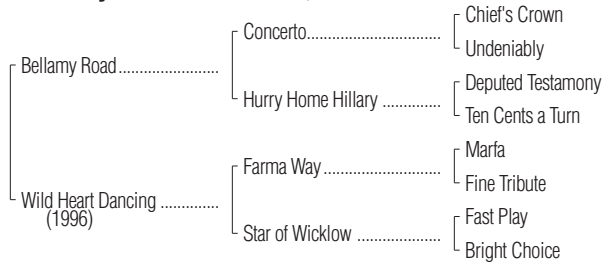 Chief's Crown
Concerto
Undeniably
Bellamy Road
Deputed Testamony
Hurry Home Hillary
Ten Cents a Turn
Marfa
Farma Way
Fine Tribute
Wild Heart Dancing
(1996)
Fast Play
Star of Wicklow
Bright Choice